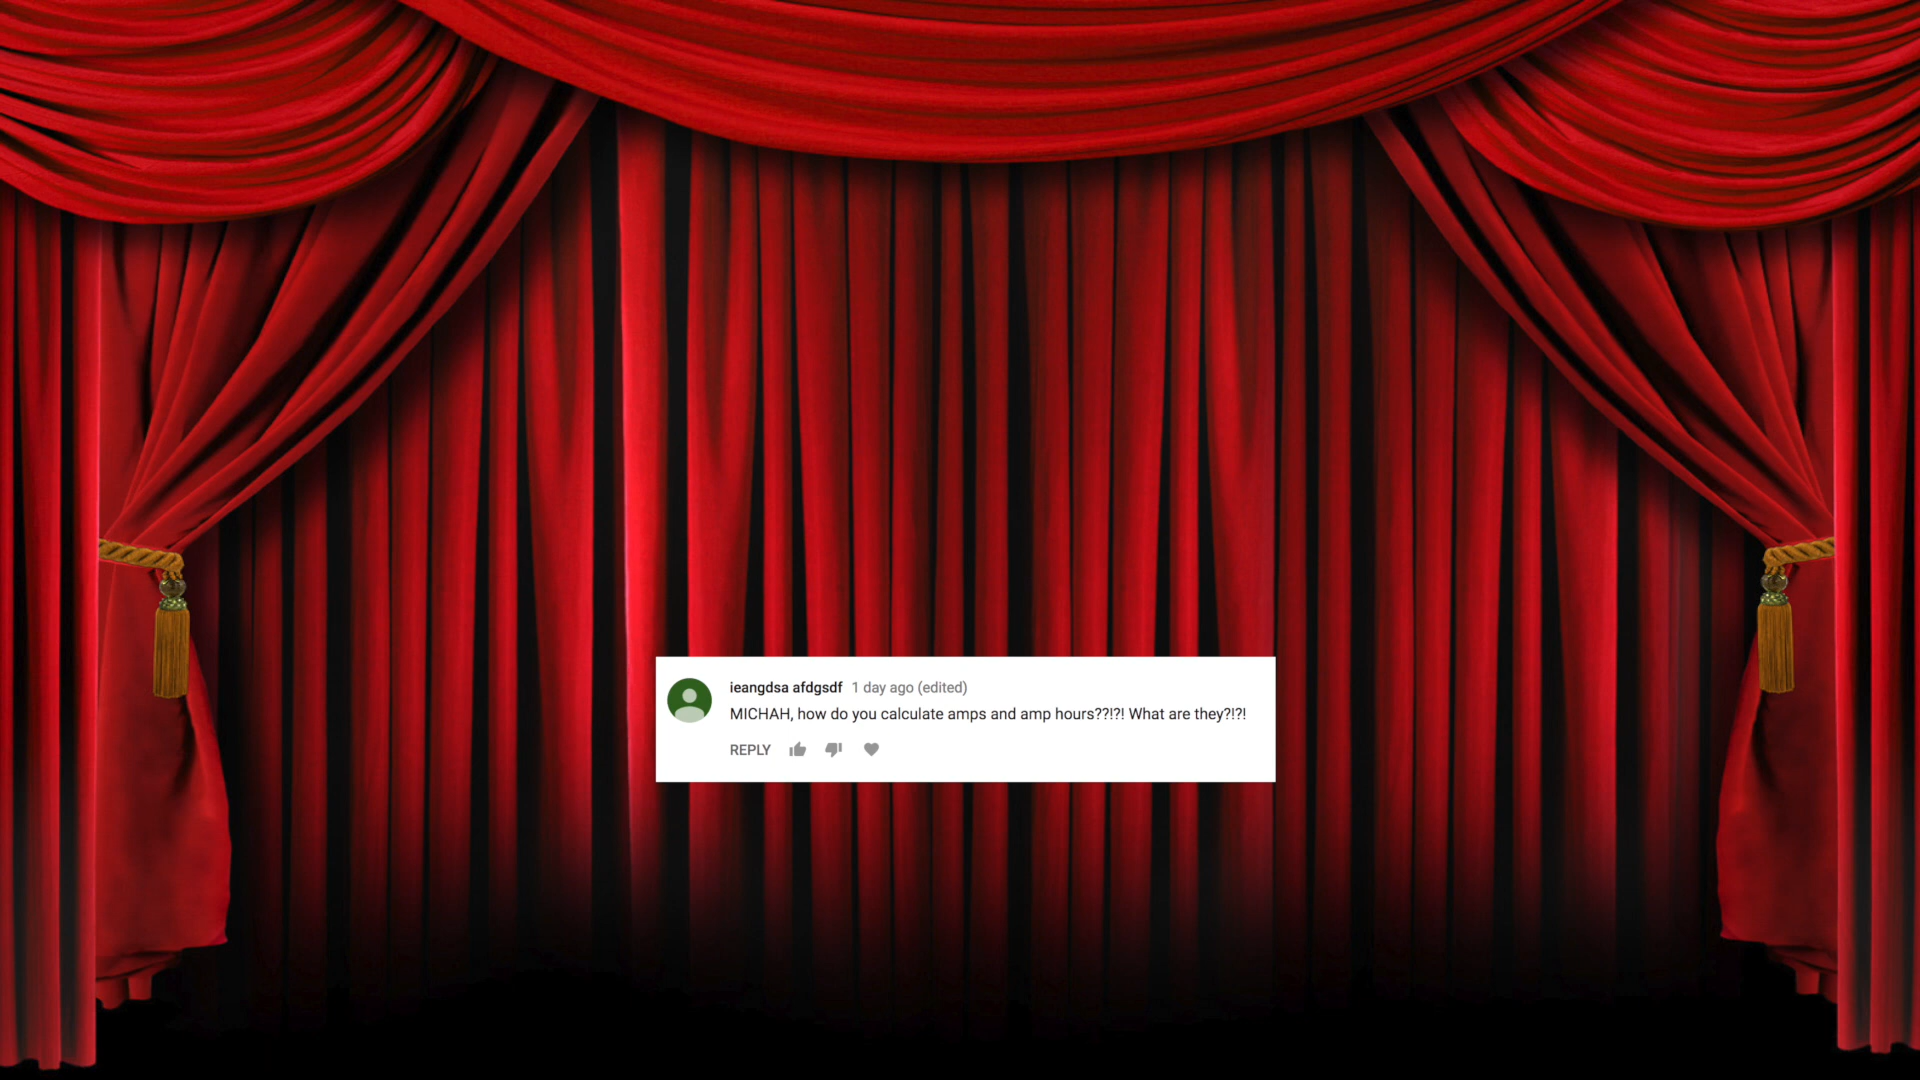 ieangdsa afdgsdf 1 day ago (edited)
MICHAH, how do you calculate amps and amp hours??!?! What are they?!?!
REPLY